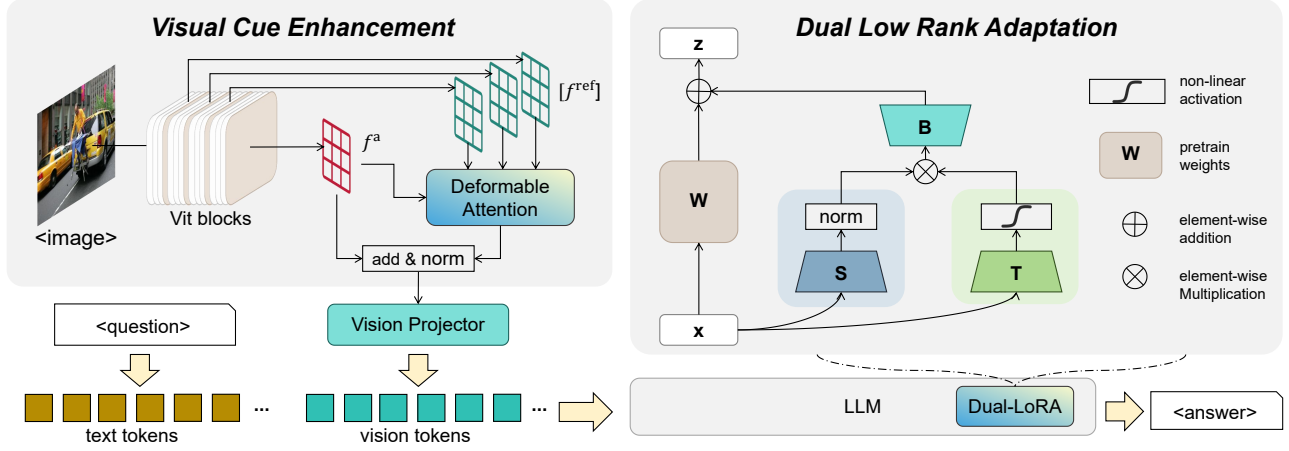 Visual Cue Enhancement
[f^ref]
f^a
Deformable
Attention
Vit blocks
<image>
add & norm
Vision Projector
<question>
text tokens
...
vision tokens
...
Dual Low Rank Adaptation
z
B
W
norm
S
T
x
non-linear
activation
W
pretrain
weights
element-wise
addition
element-wise
Multiplication
LLM
Dual-LoRA
<answer>